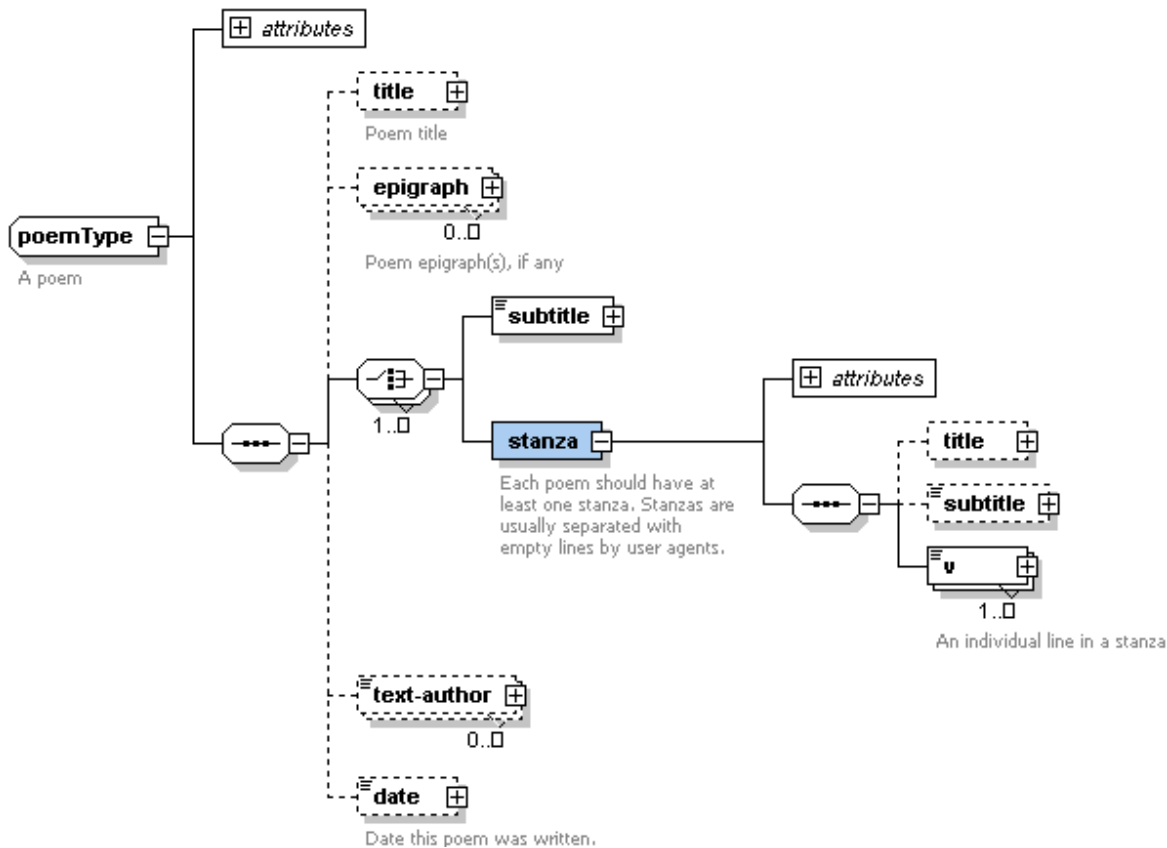 attributes
title
Poem title
epigraph
0..▯
Poem epigraph(s), if any
poemType
A poem
subtitle
1..▯
stanza
Each poem should have at
least one stanza. Stanzas are
usually separated with
empty lines by user agents.
attributes
title
subtitle
v
1..▯
An individual line in a stanza
text-author
0..▯
date
Date this poem was written.